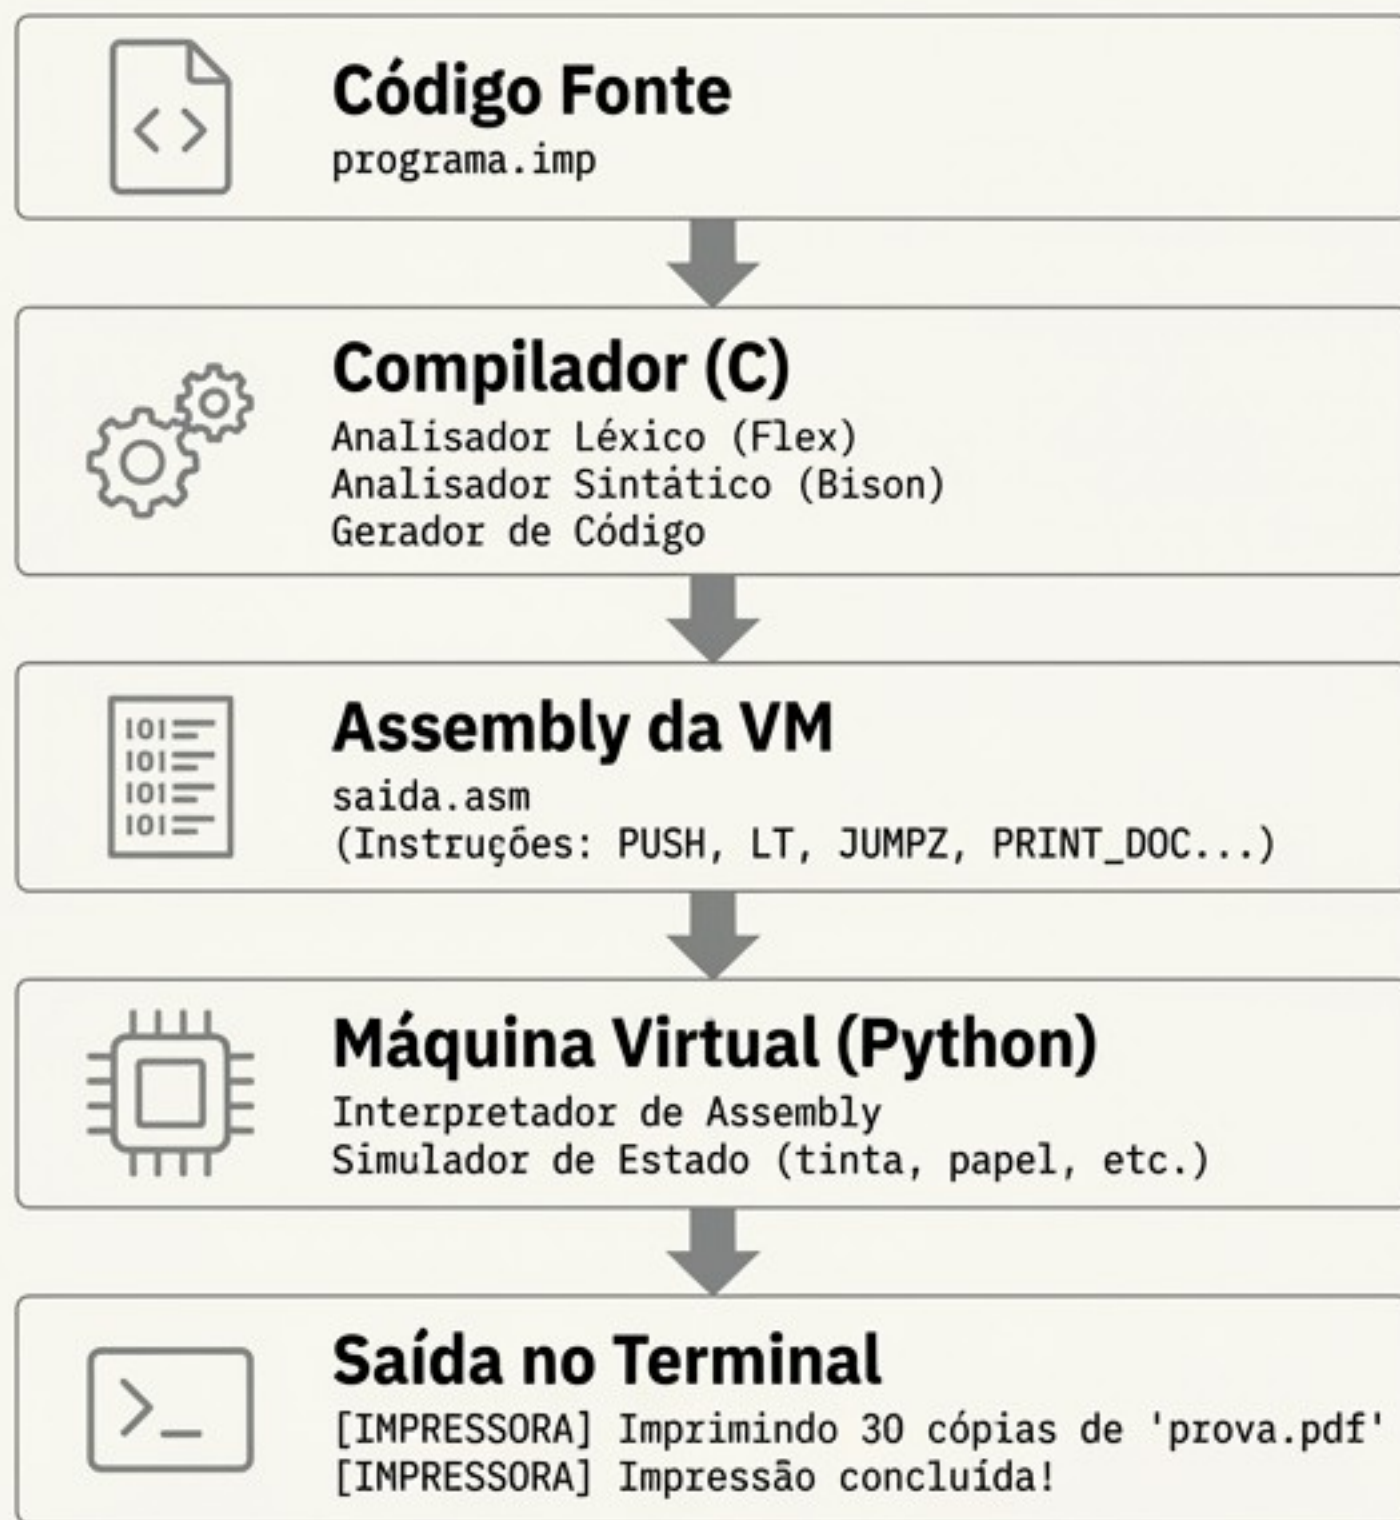 Código Fonte
programa.imp
Compilador (C)
Analisador Léxico (Flex)
Analisador Sintático (Bison)
Gerador de Código
Assembly da VM
saida.asm
(Instruções: PUSH, LT, JUMPZ, PRINT_DOC...)
Máquina Virtual (Python)
Interpretador de Assembly
Simulador de Estado (tinta, papel, etc.)
Saída no Terminal
[IMPRESSORA] Imprimindo 30 cópias de 'prova.pdf'
[IMPRESSORA] Impressão concluída!